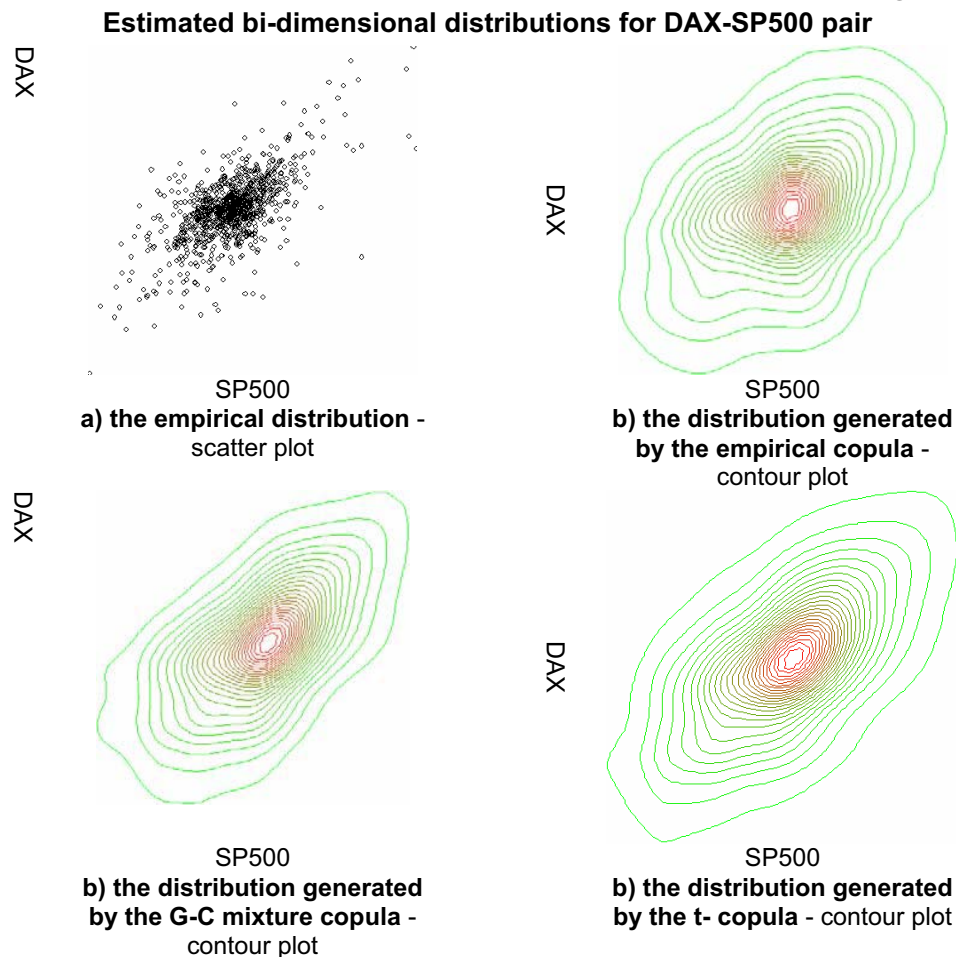 Estimated bi-dimensional distributions for DAX-SP500 pair
DAX
SP500
a) the empirical distribution -
scatter plot
DAX
SP500
b) the distribution generated
by the empirical copula -
contour plot
DAX
SP500
b) the distribution generated
by the G-C mixture copula -
contour plot
DAX
SP500
b) the distribution generated
by the t- copula - contour plot